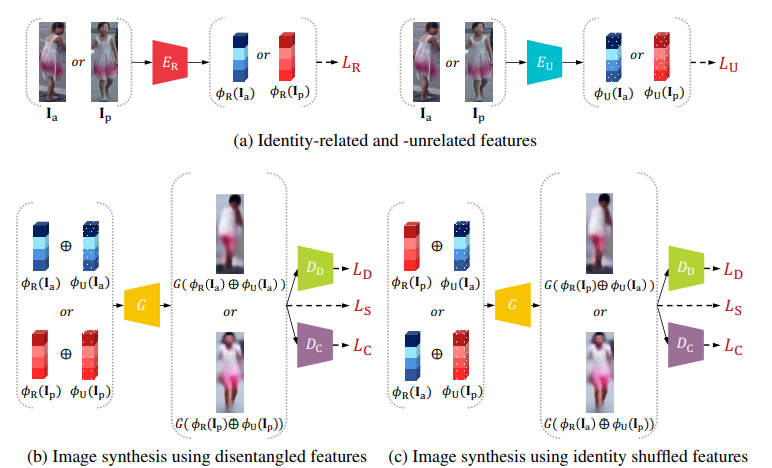 or E_R or L_R or E_U or L_U
I_a I_p ϕ_R(I_a) ϕ_R(I_p) I_a I_p ϕ_U(I_a) ϕ_U(I_p)
(a) Identity-related and -unrelated features
⊕ ⊕
ϕ_R(I_a) ϕ_U(I_a) G(ϕ_R(I_a)⊕ϕ_U(I_a)) D_D L_D ϕ_R(I_p) ϕ_U(I_a) G(ϕ_R(I_p)⊕ϕ_U(I_a)) D_D L_D
or G or L_S or G or L_S
⊕ D_C L_C ⊕ D_C L_C
ϕ_R(I_p) ϕ_U(I_p) G(ϕ_R(I_p)⊕ϕ_U(I_p)) ϕ_R(I_a) ϕ_U(I_p) G(ϕ_R(I_a)⊕ϕ_U(I_p))
(b) Image synthesis using disentangled features (c) Image synthesis using identity shuffled features